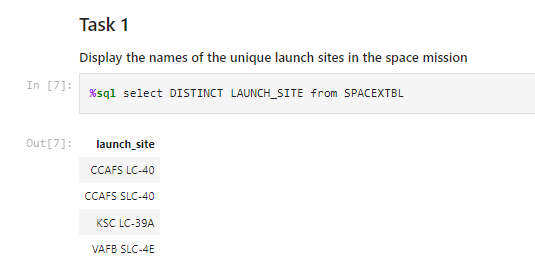 Task 1
Display the names of the unique launch sites in the space mission
In [7]: %sql select DISTINCT LAUNCH_SITE from SPACEXTBL
Out[7]: launch_site
CCAFS LC-40
CCAFS SLC-40
KSC LC-39A
VAFB SLC-4E